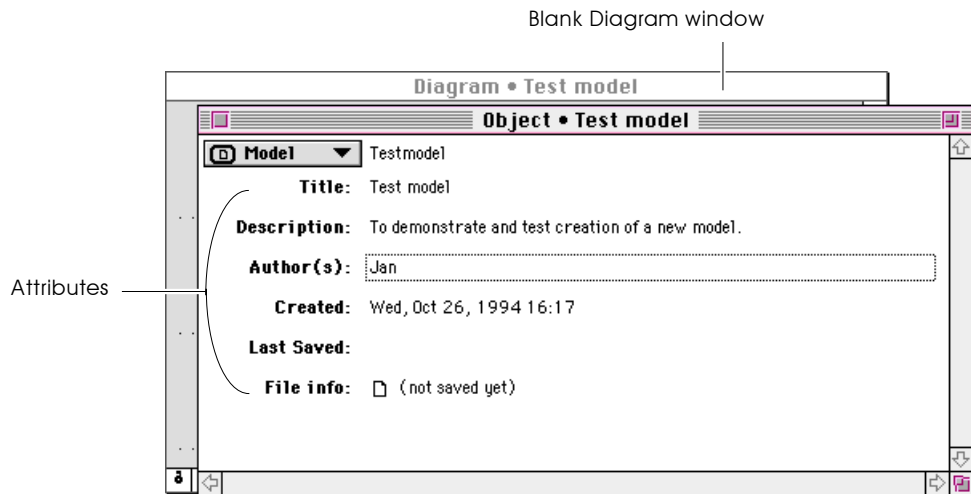 Blank Diagram window
Diagram • Test model
Object • Test model
Model Testmodel
Title: Test model
Description: To demonstrate and test creation of a new model.
Attributes
Author(s): Jan
Created: Wed, Oct 26, 1994 16:17
Last Saved:
File info: (not saved yet)